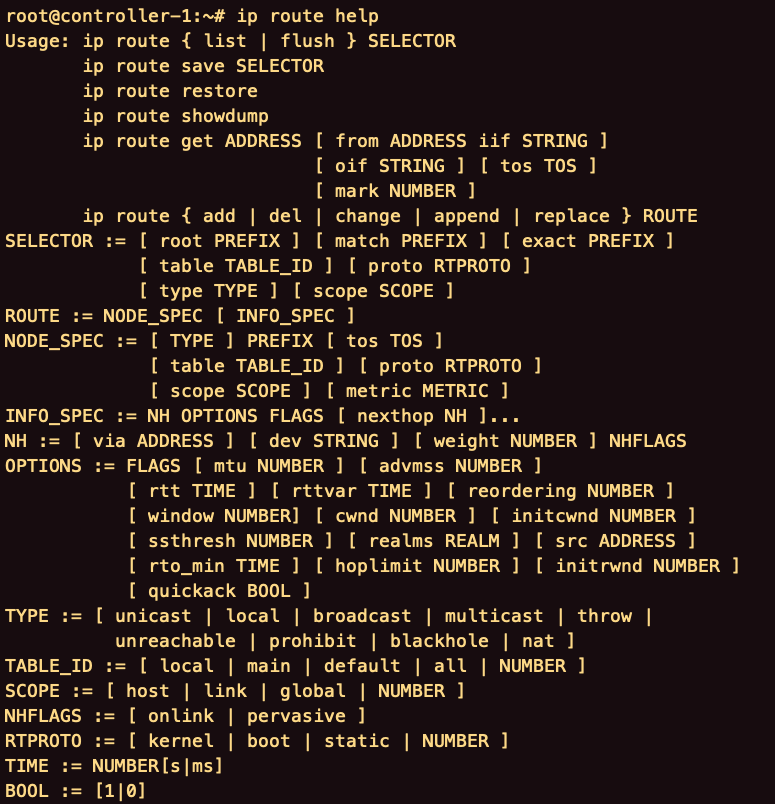 root@controller-1:~# ip route help
Usage: ip route { list | flush } SELECTOR
       ip route save SELECTOR
       ip route restore
       ip route showdump
       ip route get ADDRESS [ from ADDRESS iif STRING ]
                            [ oif STRING ] [ tos TOS ]
                            [ mark NUMBER ]
       ip route { add | del | change | append | replace } ROUTE
SELECTOR := [ root PREFIX ] [ match PREFIX ] [ exact PREFIX ]
            [ table TABLE_ID ] [ proto RTPROTO ]
            [ type TYPE ] [ scope SCOPE ]
ROUTE := NODE_SPEC [ INFO_SPEC ]
NODE_SPEC := [ TYPE ] PREFIX [ tos TOS ]
             [ table TABLE_ID ] [ proto RTPROTO ]
             [ scope SCOPE ] [ metric METRIC ]
INFO_SPEC := NH OPTIONS FLAGS [ nexthop NH ]...
NH := [ via ADDRESS ] [ dev STRING ] [ weight NUMBER ] NHFLAGS
OPTIONS := FLAGS [ mtu NUMBER ] [ advmss NUMBER ]
           [ rtt TIME ] [ rttvar TIME ] [ reordering NUMBER ]
           [ window NUMBER] [ cwnd NUMBER ] [ initcwnd NUMBER ]
           [ ssthresh NUMBER ] [ realms REALM ] [ src ADDRESS ]
           [ rto_min TIME ] [ hoplimit NUMBER ] [ initrwnd NUMBER ]
           [ quickack BOOL ]
TYPE := [ unicast | local | broadcast | multicast | throw |
          unreachable | prohibit | blackhole | nat ]
TABLE_ID := [ local | main | default | all | NUMBER ]
SCOPE := [ host | link | global | NUMBER ]
NHFLAGS := [ onlink | pervasive ]
RTPROTO := [ kernel | boot | static | NUMBER ]
TIME := NUMBER[s|ms]
BOOL := [1|0]